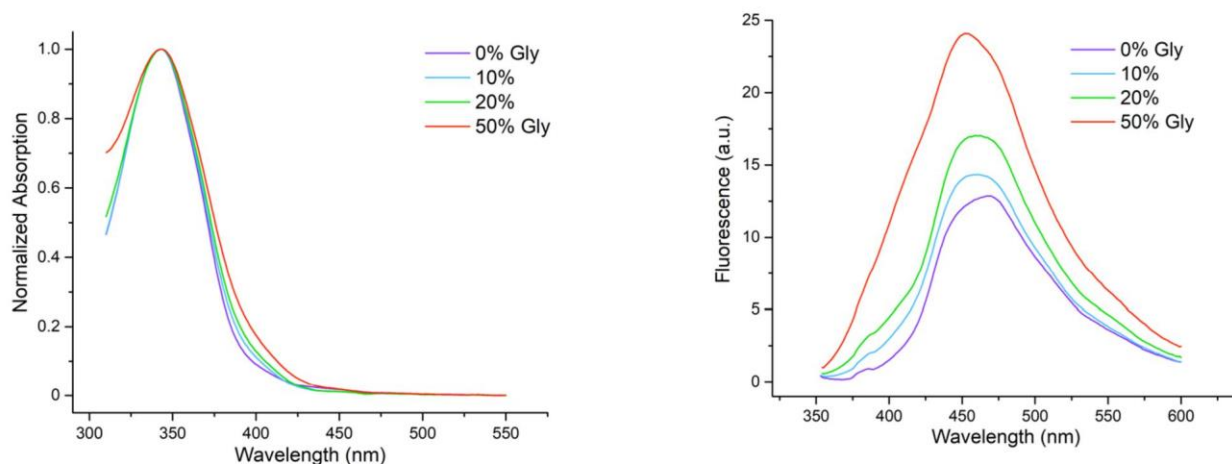 1.0
0.8
0.6
0.4
0.2
0
300 350 400 450 500 550
Normalized Absorption
Wavelength (nm)
0% Gly
10%
20%
50% Gly
25
20
15
10
5
0
350 400 450 500 550 600
Fluorescence (a.u.)
Wavelength (nm)
0% Gly
10%
20%
50% Gly